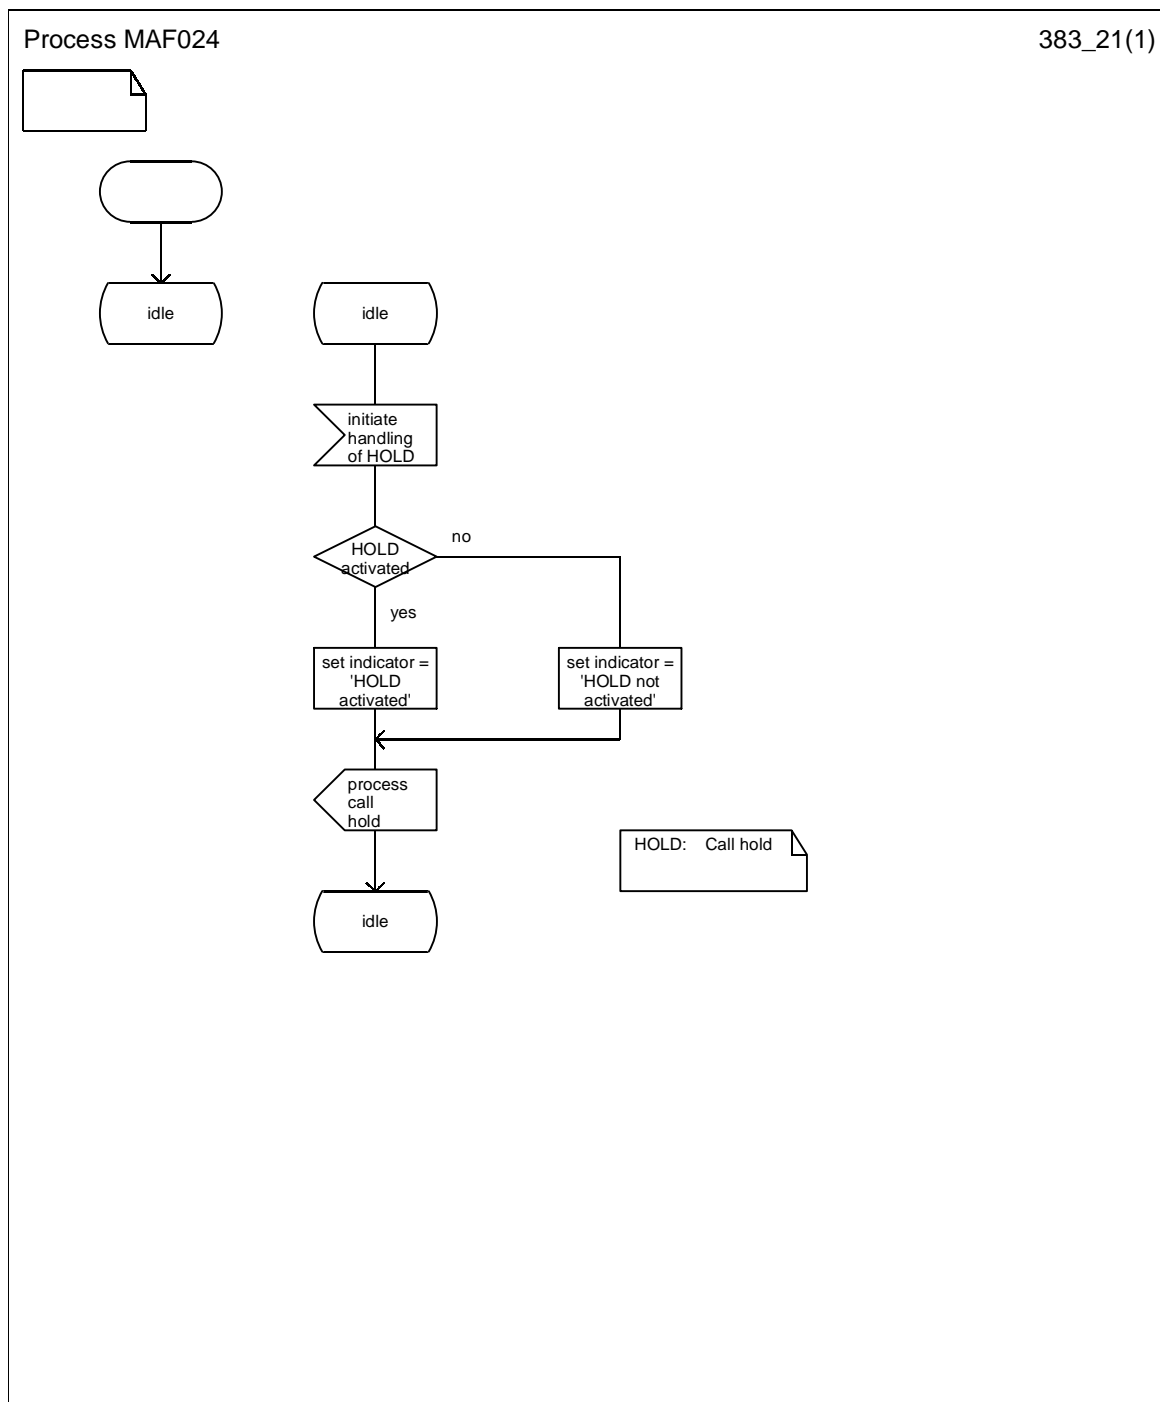 Process MAF024
383_21(1)
idle
idle
initiate
handling
of HOLD
HOLD
activated
no
yes
set indicator =
'HOLD
activated'
set indicator =
'HOLD not
activated'
process
call
hold
HOLD: Call hold
idle